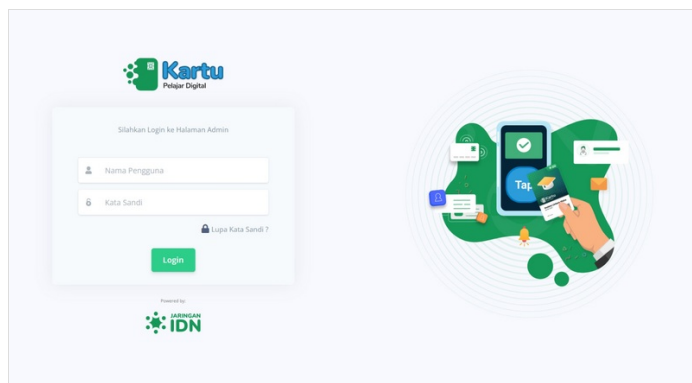 Kartu
Pelajar Digital
Silahkan Login ke Halaman Admin
Nama Pengguna
Kata Sandi
Lupa Kata Sandi ?
Login
Powered by:
JARINGAN
IDN
Tap